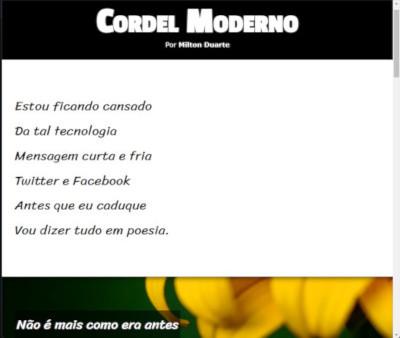 Cordel Moderno
Por Milton Duarte
Estou ficando cansado
Da tal tecnologia
Mensagem curta e fria
Twitter e Facebook
Antes que eu caduque
Vou dizer tudo em poesia.
Não é mais como era antes